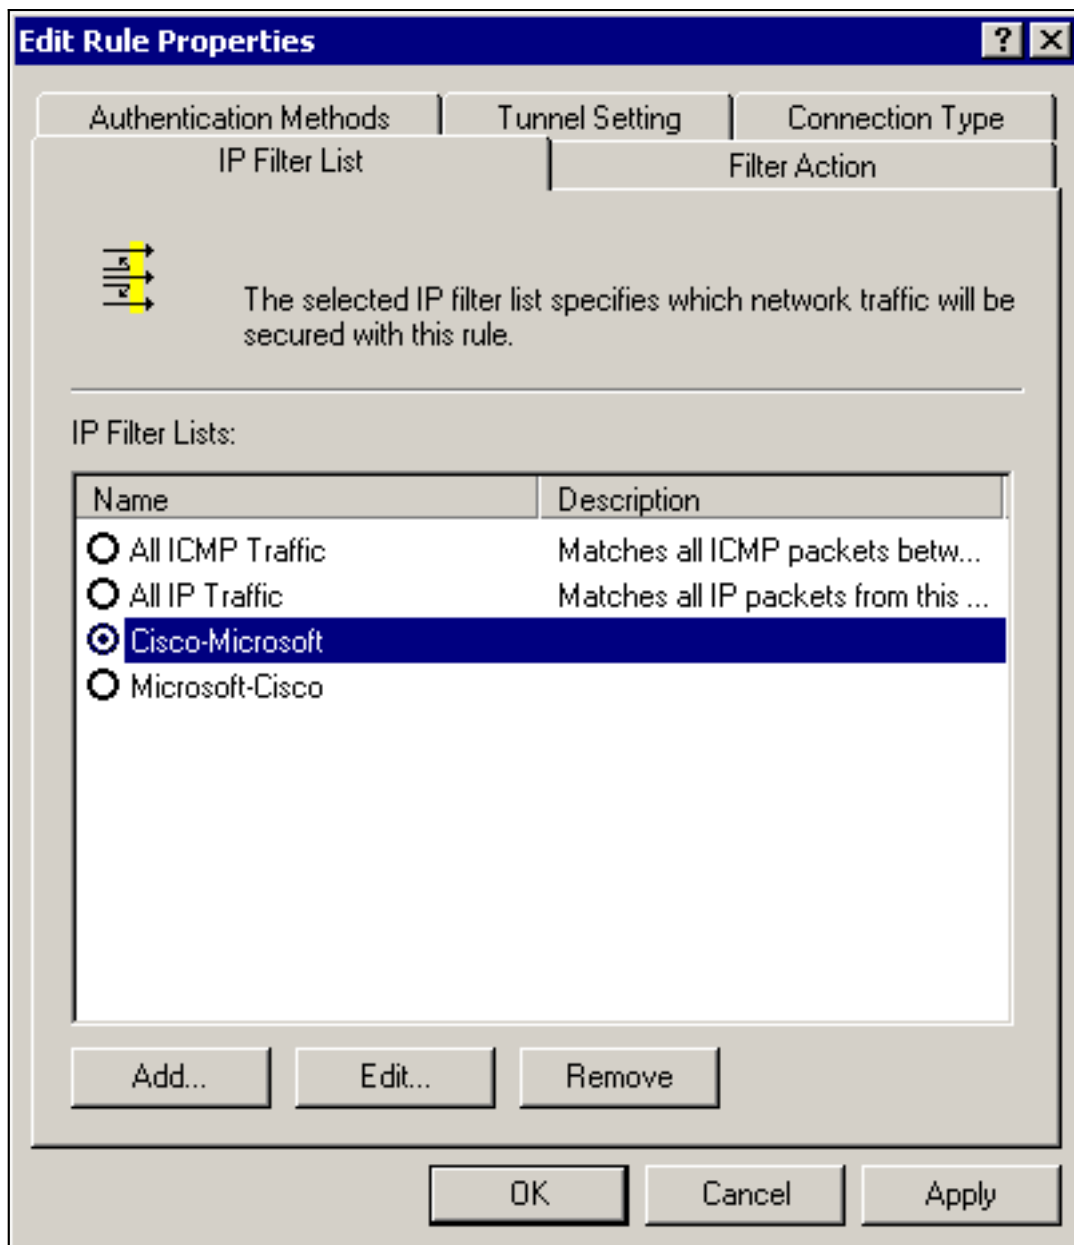 Edit Rule Properties
Authentication Methods Tunnel Setting Connection Type
IP Filter List Filter Action
The selected IP filter list specifies which network traffic will be
secured with this rule.
IP Filter Lists:
Name Description
All ICMP Traffic Matches all ICMP packets betw...
All IP Traffic Matches all IP packets from this ...
Cisco-Microsoft
Microsoft-Cisco
Add... Edit... Remove
OK Cancel Apply